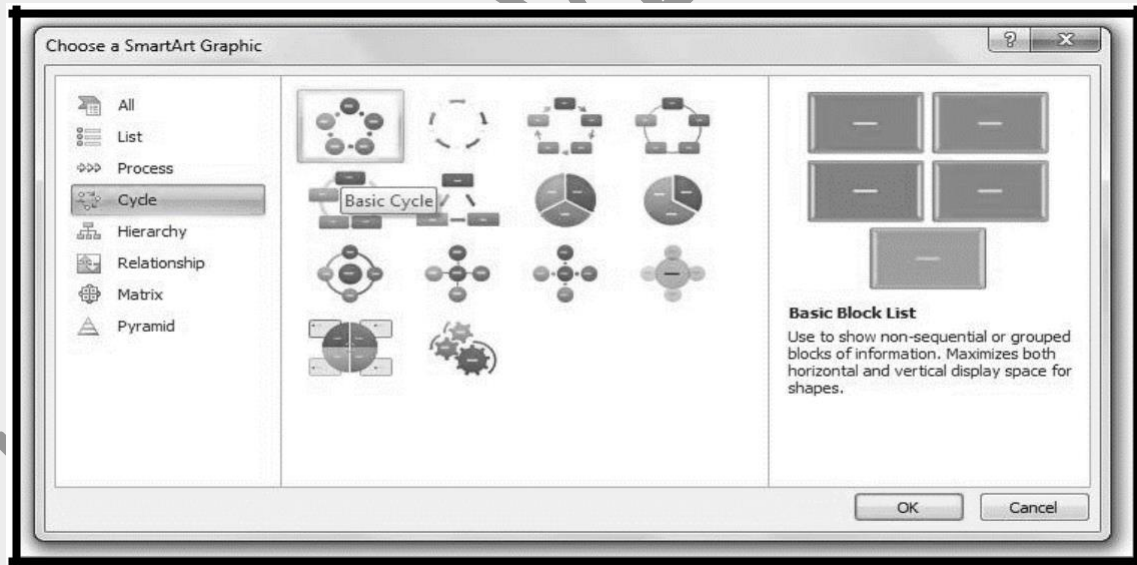 Choose a SmartArt Graphic
All
List
Process
Cycle
Hierarchy
Relationship
Matrix
Pyramid
Basic Cycle
Basic Block List
Use to show non-sequential or grouped
blocks of information. Maximizes both
horizontal and vertical display space for
shapes.
OK
Cancel